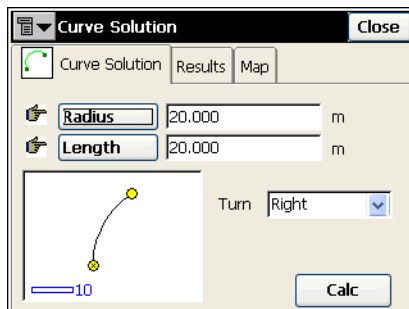 Curve Solution Close
Curve Solution Results Map
Radius 20.000 m
Length 20.000 m
Turn Right
10
Calc